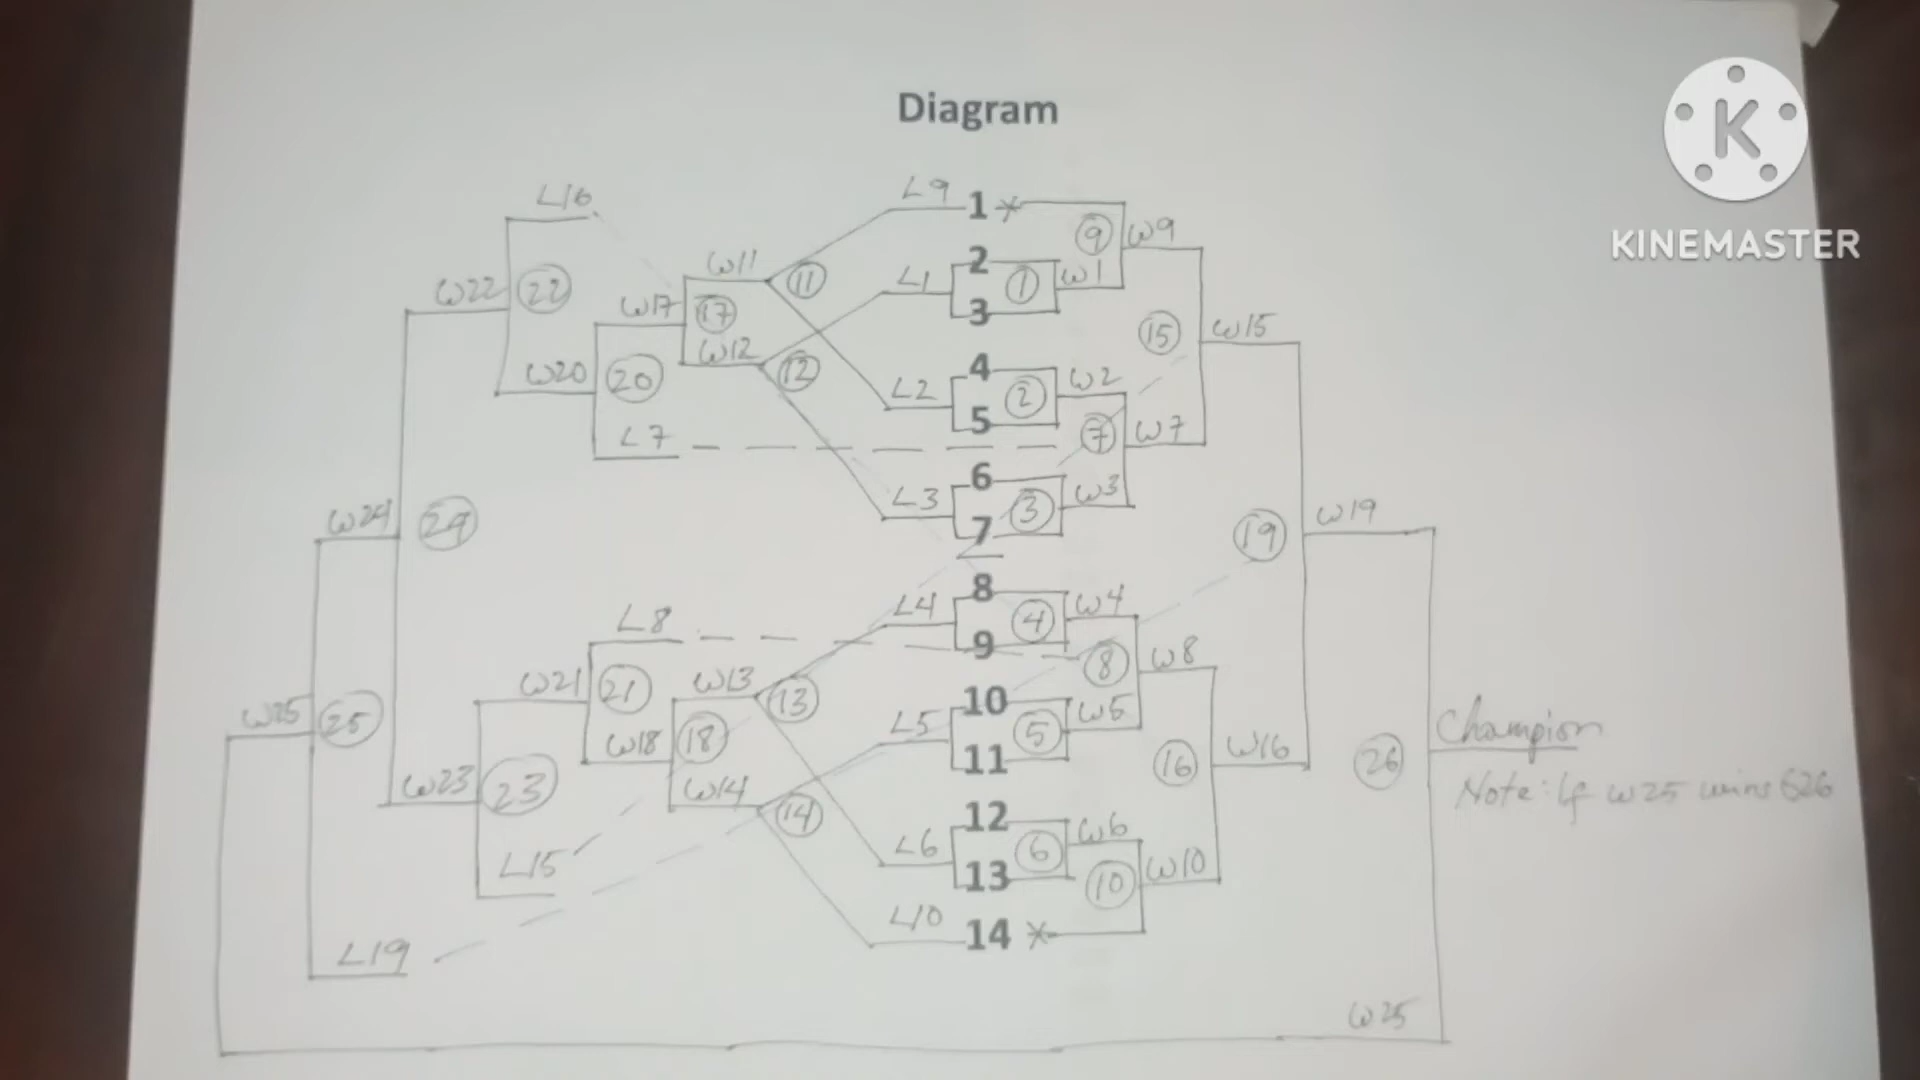 Diagram
K
KINEMASTER
L16
L9 1 *
9 W9
W11
11
2
L1 1 W1
3
W22 22
W17 17
W12
12
15 W15
W20 20
4
L2 2 W2
5
L7
7 W7
6
L3 3 W3
7
W24 24
19 W19
8
L4 4 W4
9
L8
8 W8
W21 21
W13 13
10
L5 5 W5
11
W25 25
W18 18
Champion
16 W16
26
W23 23
W14
14
Note: If W25 wins G26
12
L6 6 W6
13
L15
10 W10
L10 14 *
L19
W25